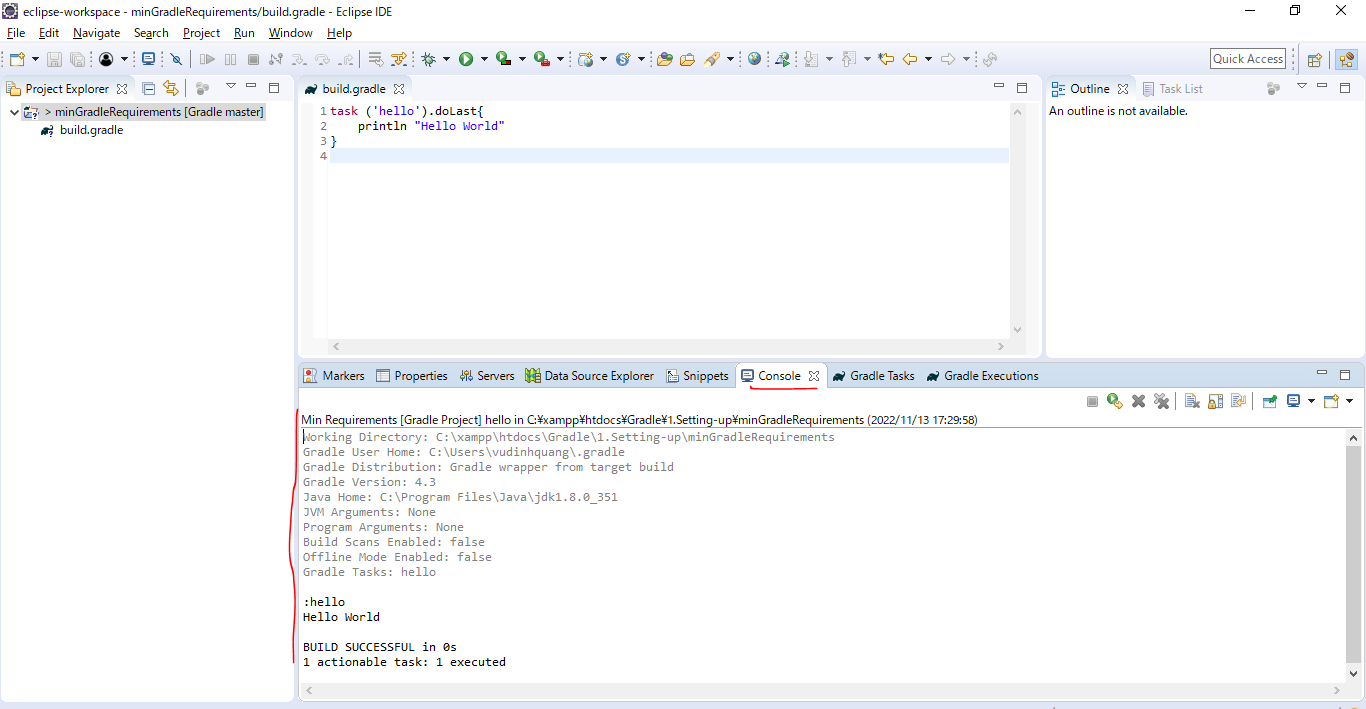 eclipse-workspace - minGradleRequirements/build.gradle - Eclipse IDE
File Edit Navigate Search Project Run Window Help
Quick Access
Project Explorer
> minGradleRequirements [Gradle master]
build.gradle
build.gradle
1 task ('hello').doLast{
2     println "Hello World"
3 }
4
Outline Task List
An outline is not available.
Markers Properties Servers Data Source Explorer Snippets Console Gradle Tasks Gradle Executions
Min Requirements [Gradle Project] hello in C:¥xampp¥htdocs¥Gradle¥1.Setting-up¥minGradleRequirements (2022/11/13 17:29:58)
Working Directory: C:\xampp\htdocs\Gradle\1.Setting-up\minGradleRequirements
Gradle User Home: C:\Users\vudinhquang\.gradle
Gradle Distribution: Gradle wrapper from target build
Gradle Version: 4.3
Java Home: C:\Program Files\Java\jdk1.8.0_351
JVM Arguments: None
Program Arguments: None
Build Scans Enabled: false
Offline Mode Enabled: false
Gradle Tasks: hello
:hello
Hello World
BUILD SUCCESSFUL in 0s
1 actionable task: 1 executed